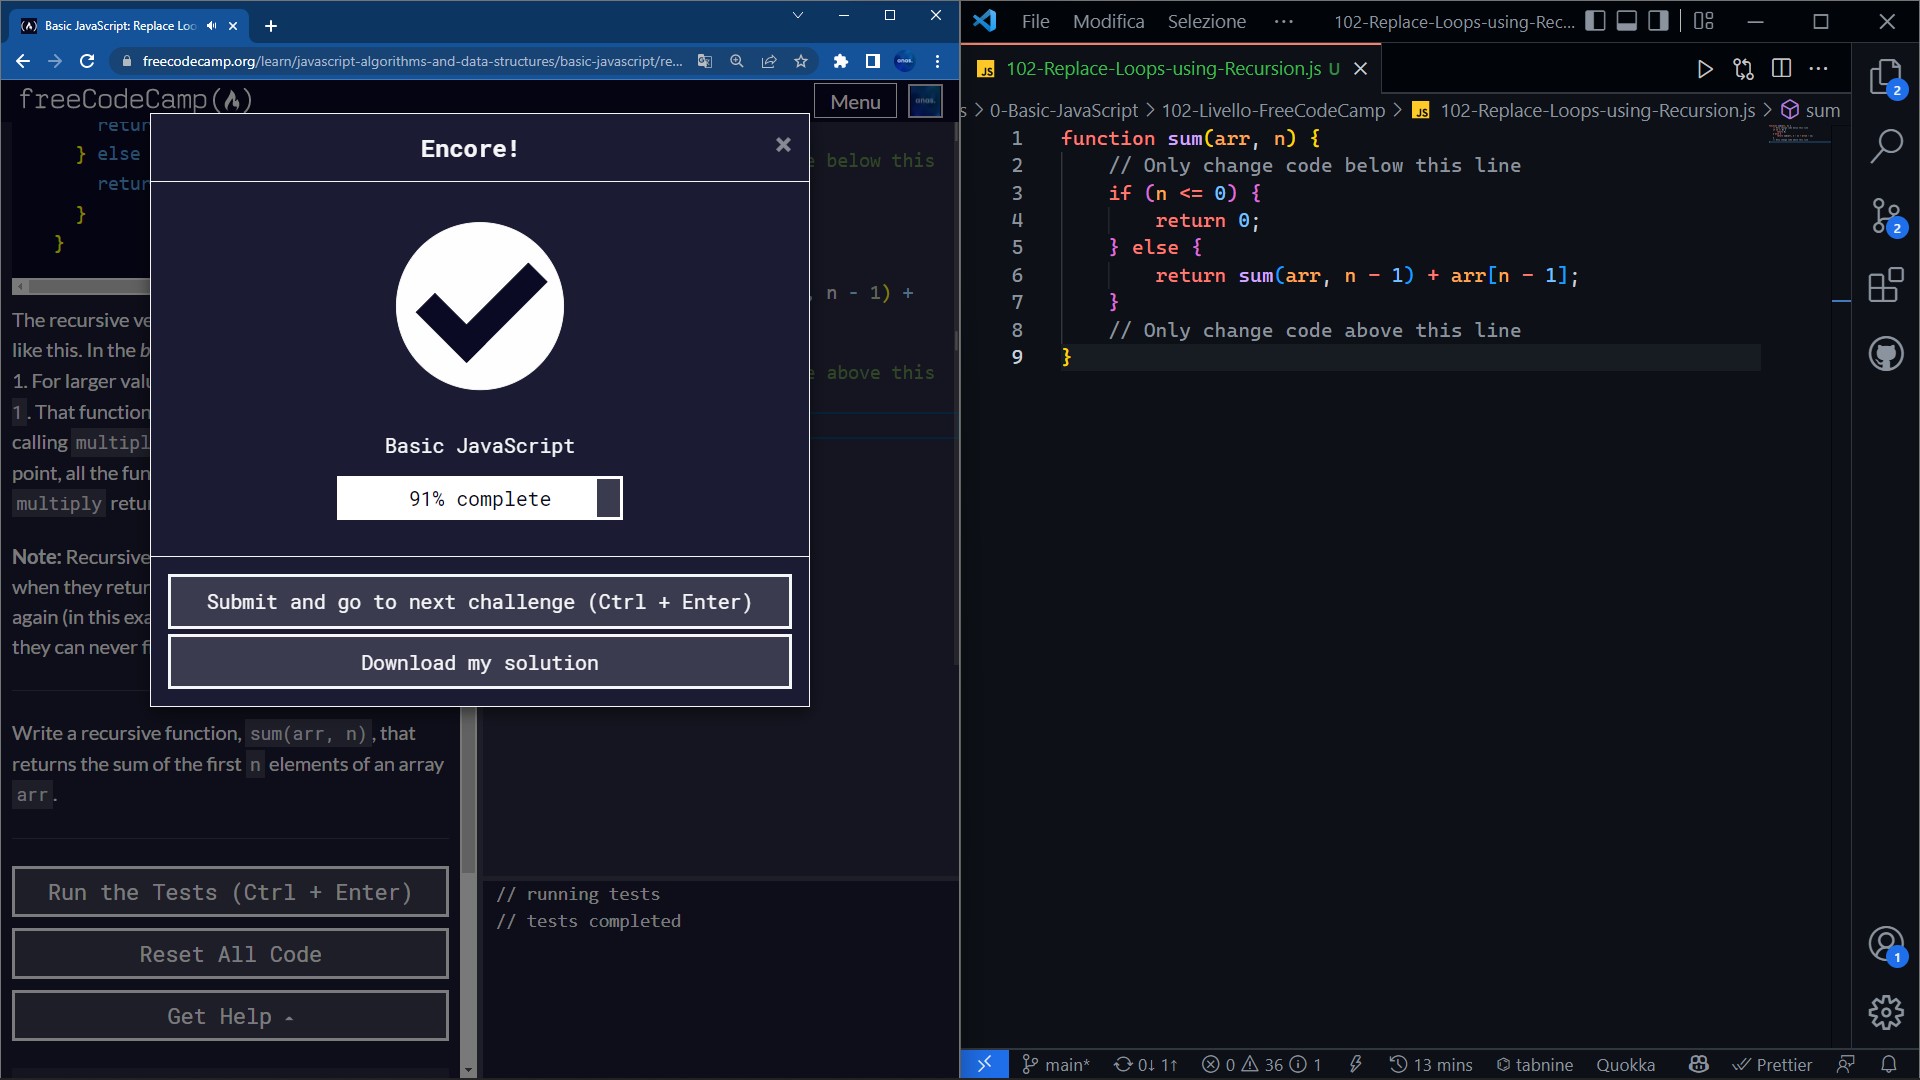 Basic JavaScript: Replace Loo
freecodecamp.org/learn/javascript-algorithms-and-data-structures/basic-javascript/re...
freeCodeCamp
Menu
onos.
retur
} else
retur
}
}
The recursive ve
like this. In the b
1. For larger valu
1. That function
calling multipl
point, all the fun
multiply retur
Note: Recursive
when they retur
again (in this exa
they can never f
Write a recursive function, sum(arr, n), that
returns the sum of the first n elements of an array
arr.
Run the Tests (Ctrl + Enter)
Reset All Code
Get Help
Encore!
Basic JavaScript
91% complete
Submit and go to next challenge (Ctrl + Enter)
Download my solution
e below this
, n - 1) +
e above this
// running tests
// tests completed
File Modifica Selezione ··· 102-Replace-Loops-using-Rec...
JS 102-Replace-Loops-using-Recursion.js U
s > 0-Basic-JavaScript > 102-Livello-FreeCodeCamp > JS 102-Replace-Loops-using-Recursion.js > sum
1 function sum(arr, n) {
2 // Only change code below this line
3 if (n <= 0) {
4 return 0;
5 } else {
6 return sum(arr, n - 1) + arr[n - 1];
7 }
8 // Only change code above this line
9 }
2
2
1
main* 0↓ 1↑ 0 36 1 13 mins tabnine Quokka Prettier